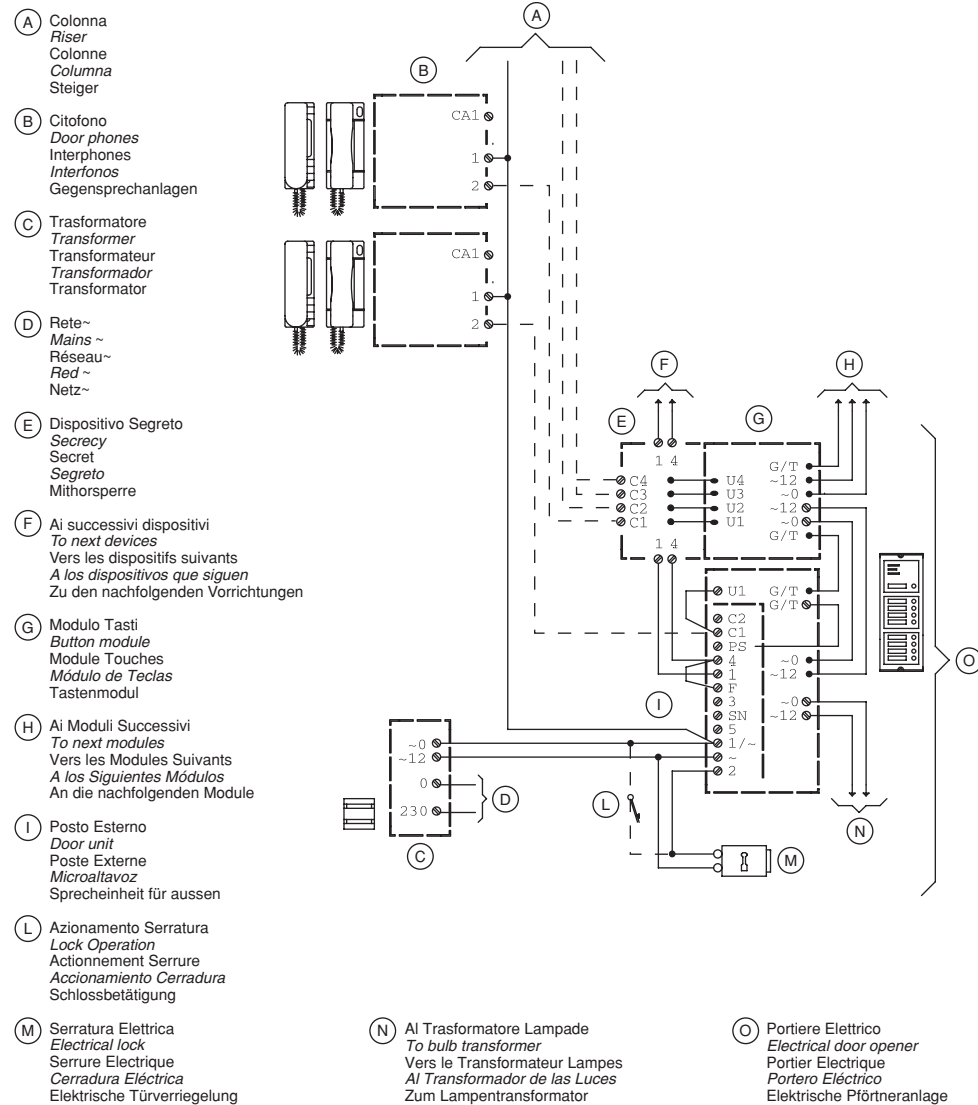 A Colonna
Riser
Colonne
Columna
Steiger
B Citofono
Door phones
Interphones
Interfonos
Gegensprechanlagen
C Trasformatore
Transformer
Transformateur
Transformador
Transformator
D Rete~
Mains ~
Réseau~
Red ~
Netz~
E Dispositivo Segreto
Secrecy
Secret
Segreto
Mithorsperre
F Ai successivi dispositivi
To next devices
Vers les dispositifs suivants
A los dispositivos que siguen
Zu den nachfolgenden Vorrichtungen
G Modulo Tasti
Button module
Module Touches
Módulo de Teclas
Tastenmodul
H Ai Moduli Successivi
To next modules
Vers les Modules Suivants
A los Siguientes Módulos
An die nachfolgenden Module
I Posto Esterno
Door unit
Poste Externe
Microaltavoz
Sprecheinheit für aussen
L Azionamento Serratura
Lock Operation
Actionnement Serrure
Accionamiento Cerradura
Schlossbetätigung
M Serratura Elettrica
Electrical lock
Serrure Electrique
Cerradura Eléctrica
Elektrische Türverriegelung
N Al Trasformatore Lampade
To bulb transformer
Vers le Transformateur Lampes
Al Transformador de las Luces
Zum Lampentransformator
O Portiere Elettrico
Electrical door opener
Portier Electrique
Portero Eléctrico
Elektrische Pförtneranlage
A
B
CA1
1
2
CA1
1
2
F
H
E
G
1 4
G/T
C4 U4 ~12
C3 U3 ~0
C2 U2 ~12
C1 U1 ~0
G/T
1 4
U1 G/T
G/T
C2
C1
PS
4 ~0
1 ~12
F
3 ~0
SN ~12
5
1/~
~
2
I
O
~0
~12
0
230
D
C
L
M
N